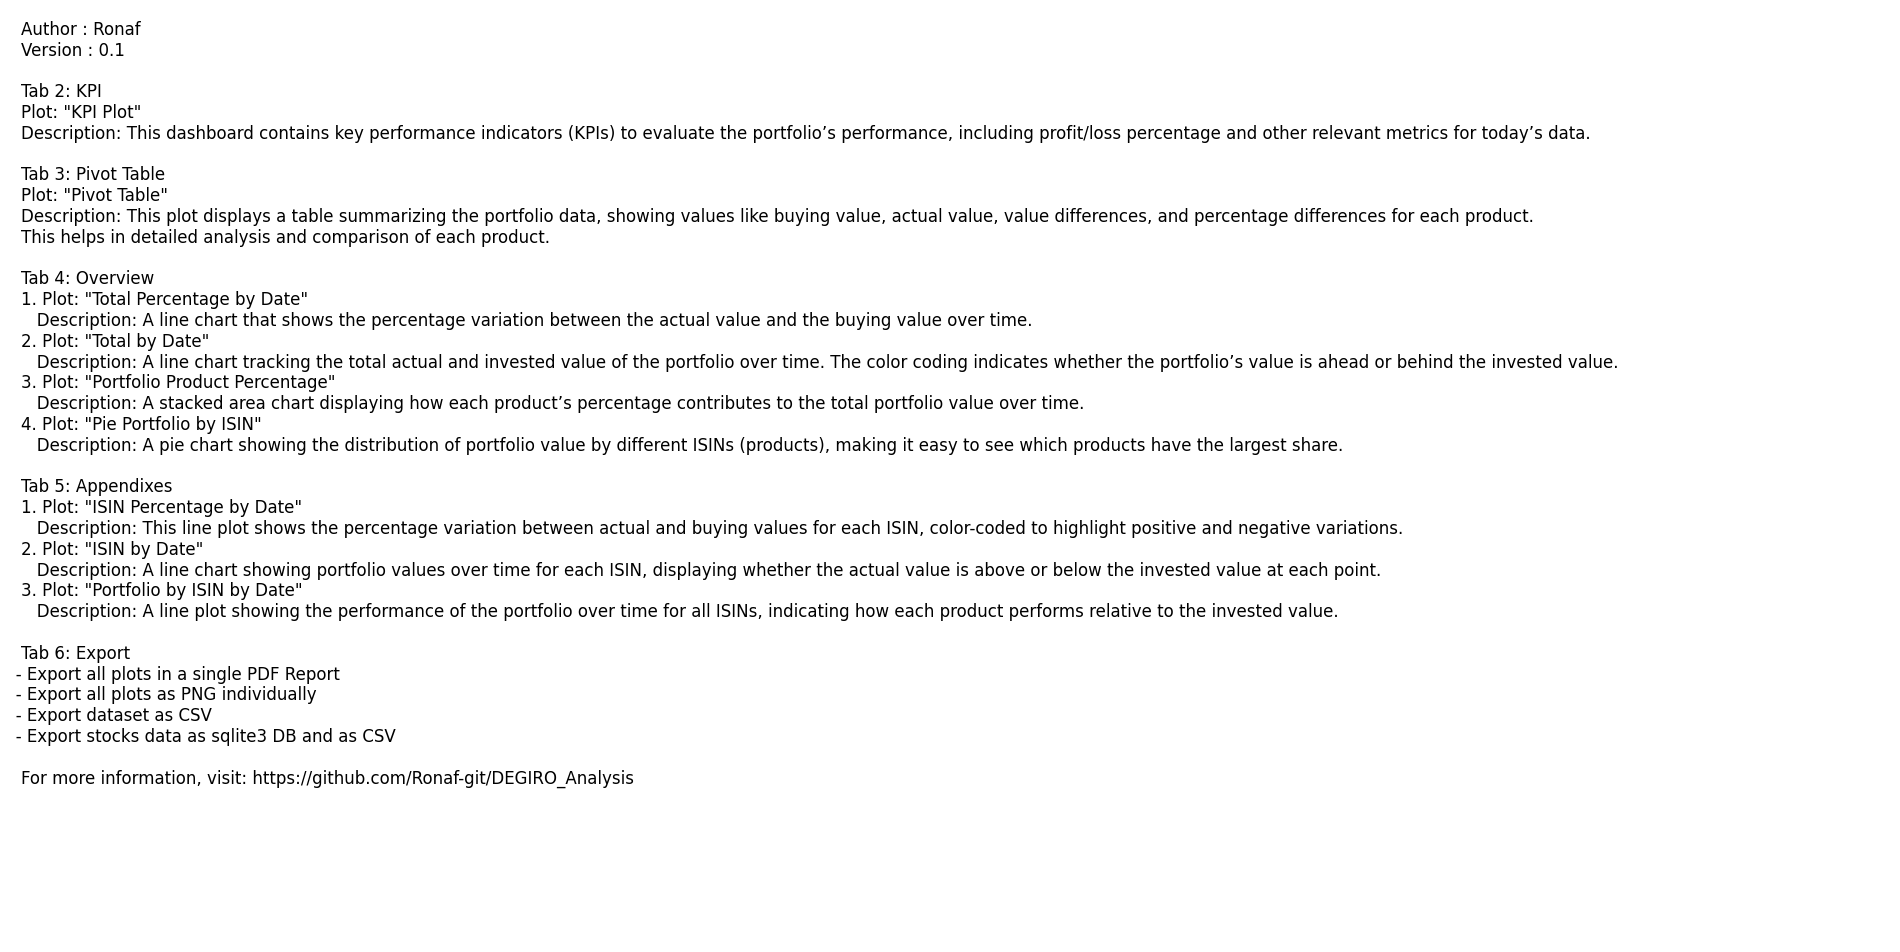 Author : Ronaf
Version : 0.1
Tab 2: KPI
Plot: "KPI Plot"
Description: This dashboard contains key performance indicators (KPIs) to evaluate the portfolio’s performance, including profit/loss percentage and other relevant metrics for today’s data.
Tab 3: Pivot Table
Plot: "Pivot Table"
Description: This plot displays a table summarizing the portfolio data, showing values like buying value, actual value, value differences, and percentage differences for each product.
This helps in detailed analysis and comparison of each product.
Tab 4: Overview
1. Plot: "Total Percentage by Date"
Description: A line chart that shows the percentage variation between the actual value and the buying value over time.
2. Plot: "Total by Date"
Description: A line chart tracking the total actual and invested value of the portfolio over time. The color coding indicates whether the portfolio’s value is ahead or behind the invested value.
3. Plot: "Portfolio Product Percentage"
Description: A stacked area chart displaying how each product’s percentage contributes to the total portfolio value over time.
4. Plot: "Pie Portfolio by ISIN"
Description: A pie chart showing the distribution of portfolio value by different ISINs (products), making it easy to see which products have the largest share.
Tab 5: Appendixes
1. Plot: "ISIN Percentage by Date"
Description: This line plot shows the percentage variation between actual and buying values for each ISIN, color-coded to highlight positive and negative variations.
2. Plot: "ISIN by Date"
Description: A line chart showing portfolio values over time for each ISIN, displaying whether the actual value is above or below the invested value at each point.
3. Plot: "Portfolio by ISIN by Date"
Description: A line plot showing the performance of the portfolio over time for all ISINs, indicating how each product performs relative to the invested value.
Tab 6: Export
- Export all plots in a single PDF Report
- Export all plots as PNG individually
- Export dataset as CSV
- Export stocks data as sqlite3 DB and as CSV
For more information, visit: https://github.com/Ronaf-git/DEGIRO_Analysis